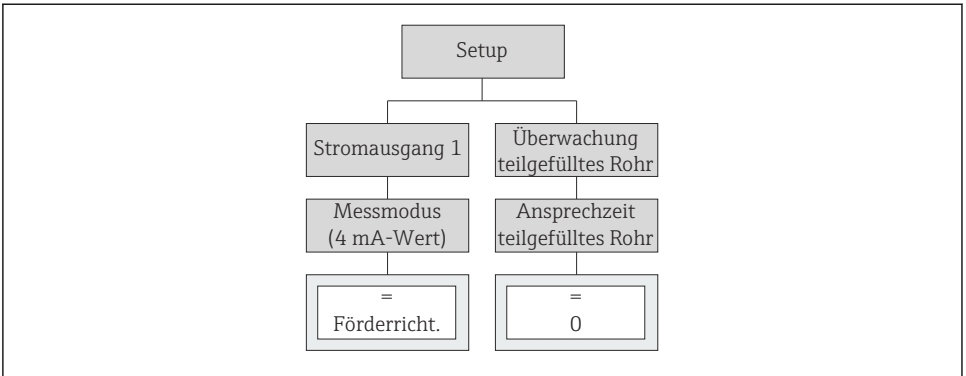 Setup
Stromausgang 1
Überwachung
teilgefülltes Rohr
Messmodus
(4 mA-Wert)
Ansprechzeit
teilgefülltes Rohr
=
Förderricht.
=
0